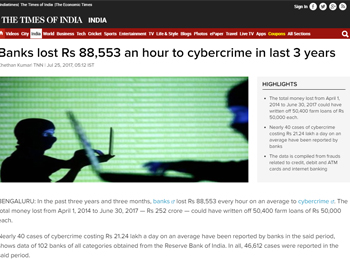 Indiatimes| The Times of India |The Economic Times
Sign In
THE TIMES OF INDIA INDIA
Videos City India World Business Tech Cricket Sports Entertainment TV Life & Style Blogs Photos ePaper Travel Live TV Apps Coupons All Sections
Banks lost Rs 88,553 an hour to cybercrime in last 3 years
Chethan Kumar| TNN | Jul 25, 2017, 05:12 IST
HIGHLIGHTS
The total money lost from April 1,
2014 to June 30, 2017 could have
written off 50,400 farm loans of Rs
50,000 each.
Nearly 40 cases of cybercrime
costing Rs 21.24 lakh a day on an
average have been reported by
banks
The data is compiled from frauds
related to credit, debit and ATM
cards and internet banking
BENGALURU: In the past three years and three months, banks lost Rs 88,553 every hour on an average to cybercrime. The
total money lost from April 1, 2014 to June 30, 2017 — Rs 252 crore — could have written off 50,400 farm loans of Rs 50,000
each.
Nearly 40 cases of cybercrime costing Rs 21.24 lakh a day on an average have been reported by banks in the said period,
shows data of 102 banks of all categories obtained from the Reserve Bank of India. In all, 46,612 cases were reported in the
said period.